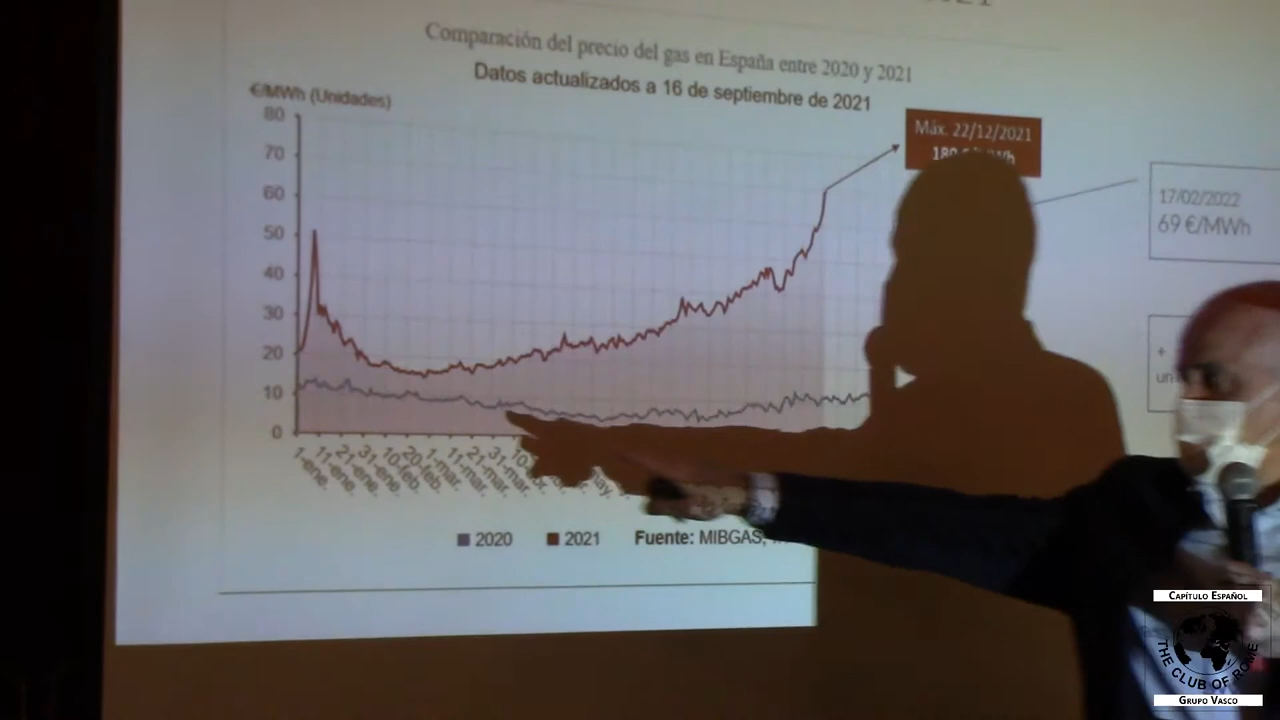 Comparación del precio del gas en España entre 2020 y 2021
Datos actualizados a 16 de septiembre de 2021
€/MWh (Unidades)
80
70
60
50
40
30
20
10
0
1-ene.
11-ene.
21-ene.
31-ene.
10-feb.
20-feb.
1-mar.
11-mar.
21-mar.
31-mar.
2020
2021
Fuente: MIBGAS,
Máx. 22/12/2021
17/02/2022
69 €/MWh
+
un
CAPÍTULO ESPAÑOL
THE CLUB OF ROME
GRUPO VASCO